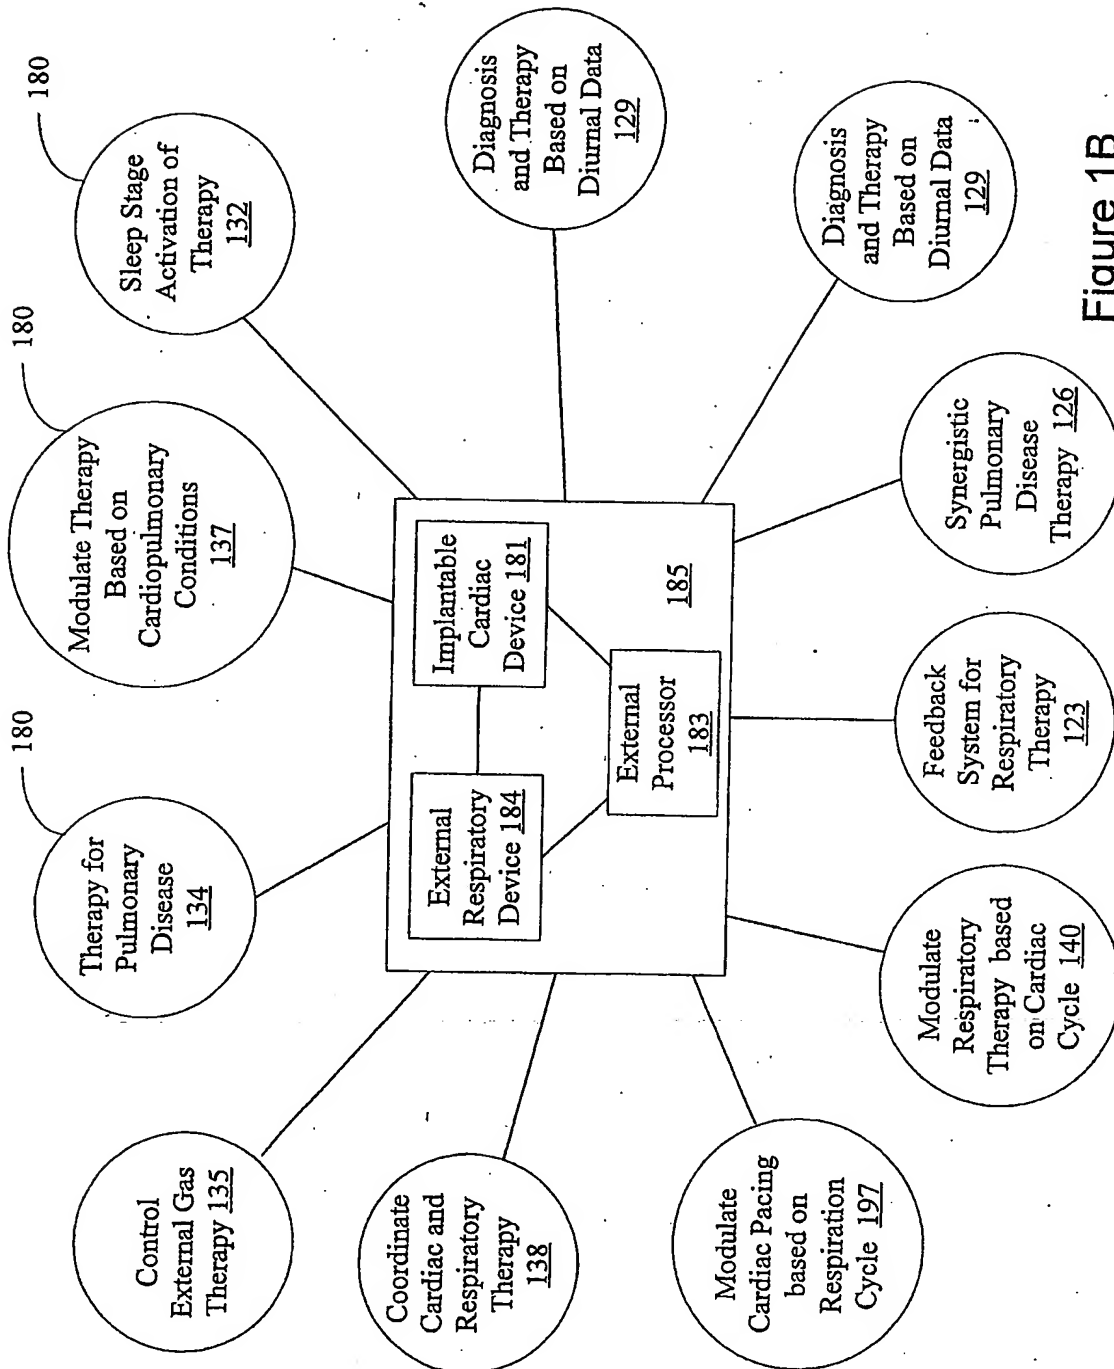 180
180
180
Control
External Gas
Therapy 135
Therapy for
Pulmonary
Disease
134
Modulate Therapy
Based on
Cardiopulmonary
Conditions
137
Sleep Stage
Activation of
Therapy
132
Coordinate
Cardiac and
Respiratory
Therapy
138
External
Respiratory
Device 184
Implantable
Cardiac
Device 181
External
Processor
183
185
Diagnosis
and Therapy
Based on
Diurnal Data
129
Modulate
Cardiac Pacing
based on
Respiration
Cycle 197
Modulate
Respiratory
Therapy based
on Cardiac
Cycle 140
Feedback
System for
Respiratory
Therapy
123
Synergistic
Pulmonary
Disease
Therapy 126
Diagnosis
and Therapy
Based on
Diurnal Data
129
Figure 1B